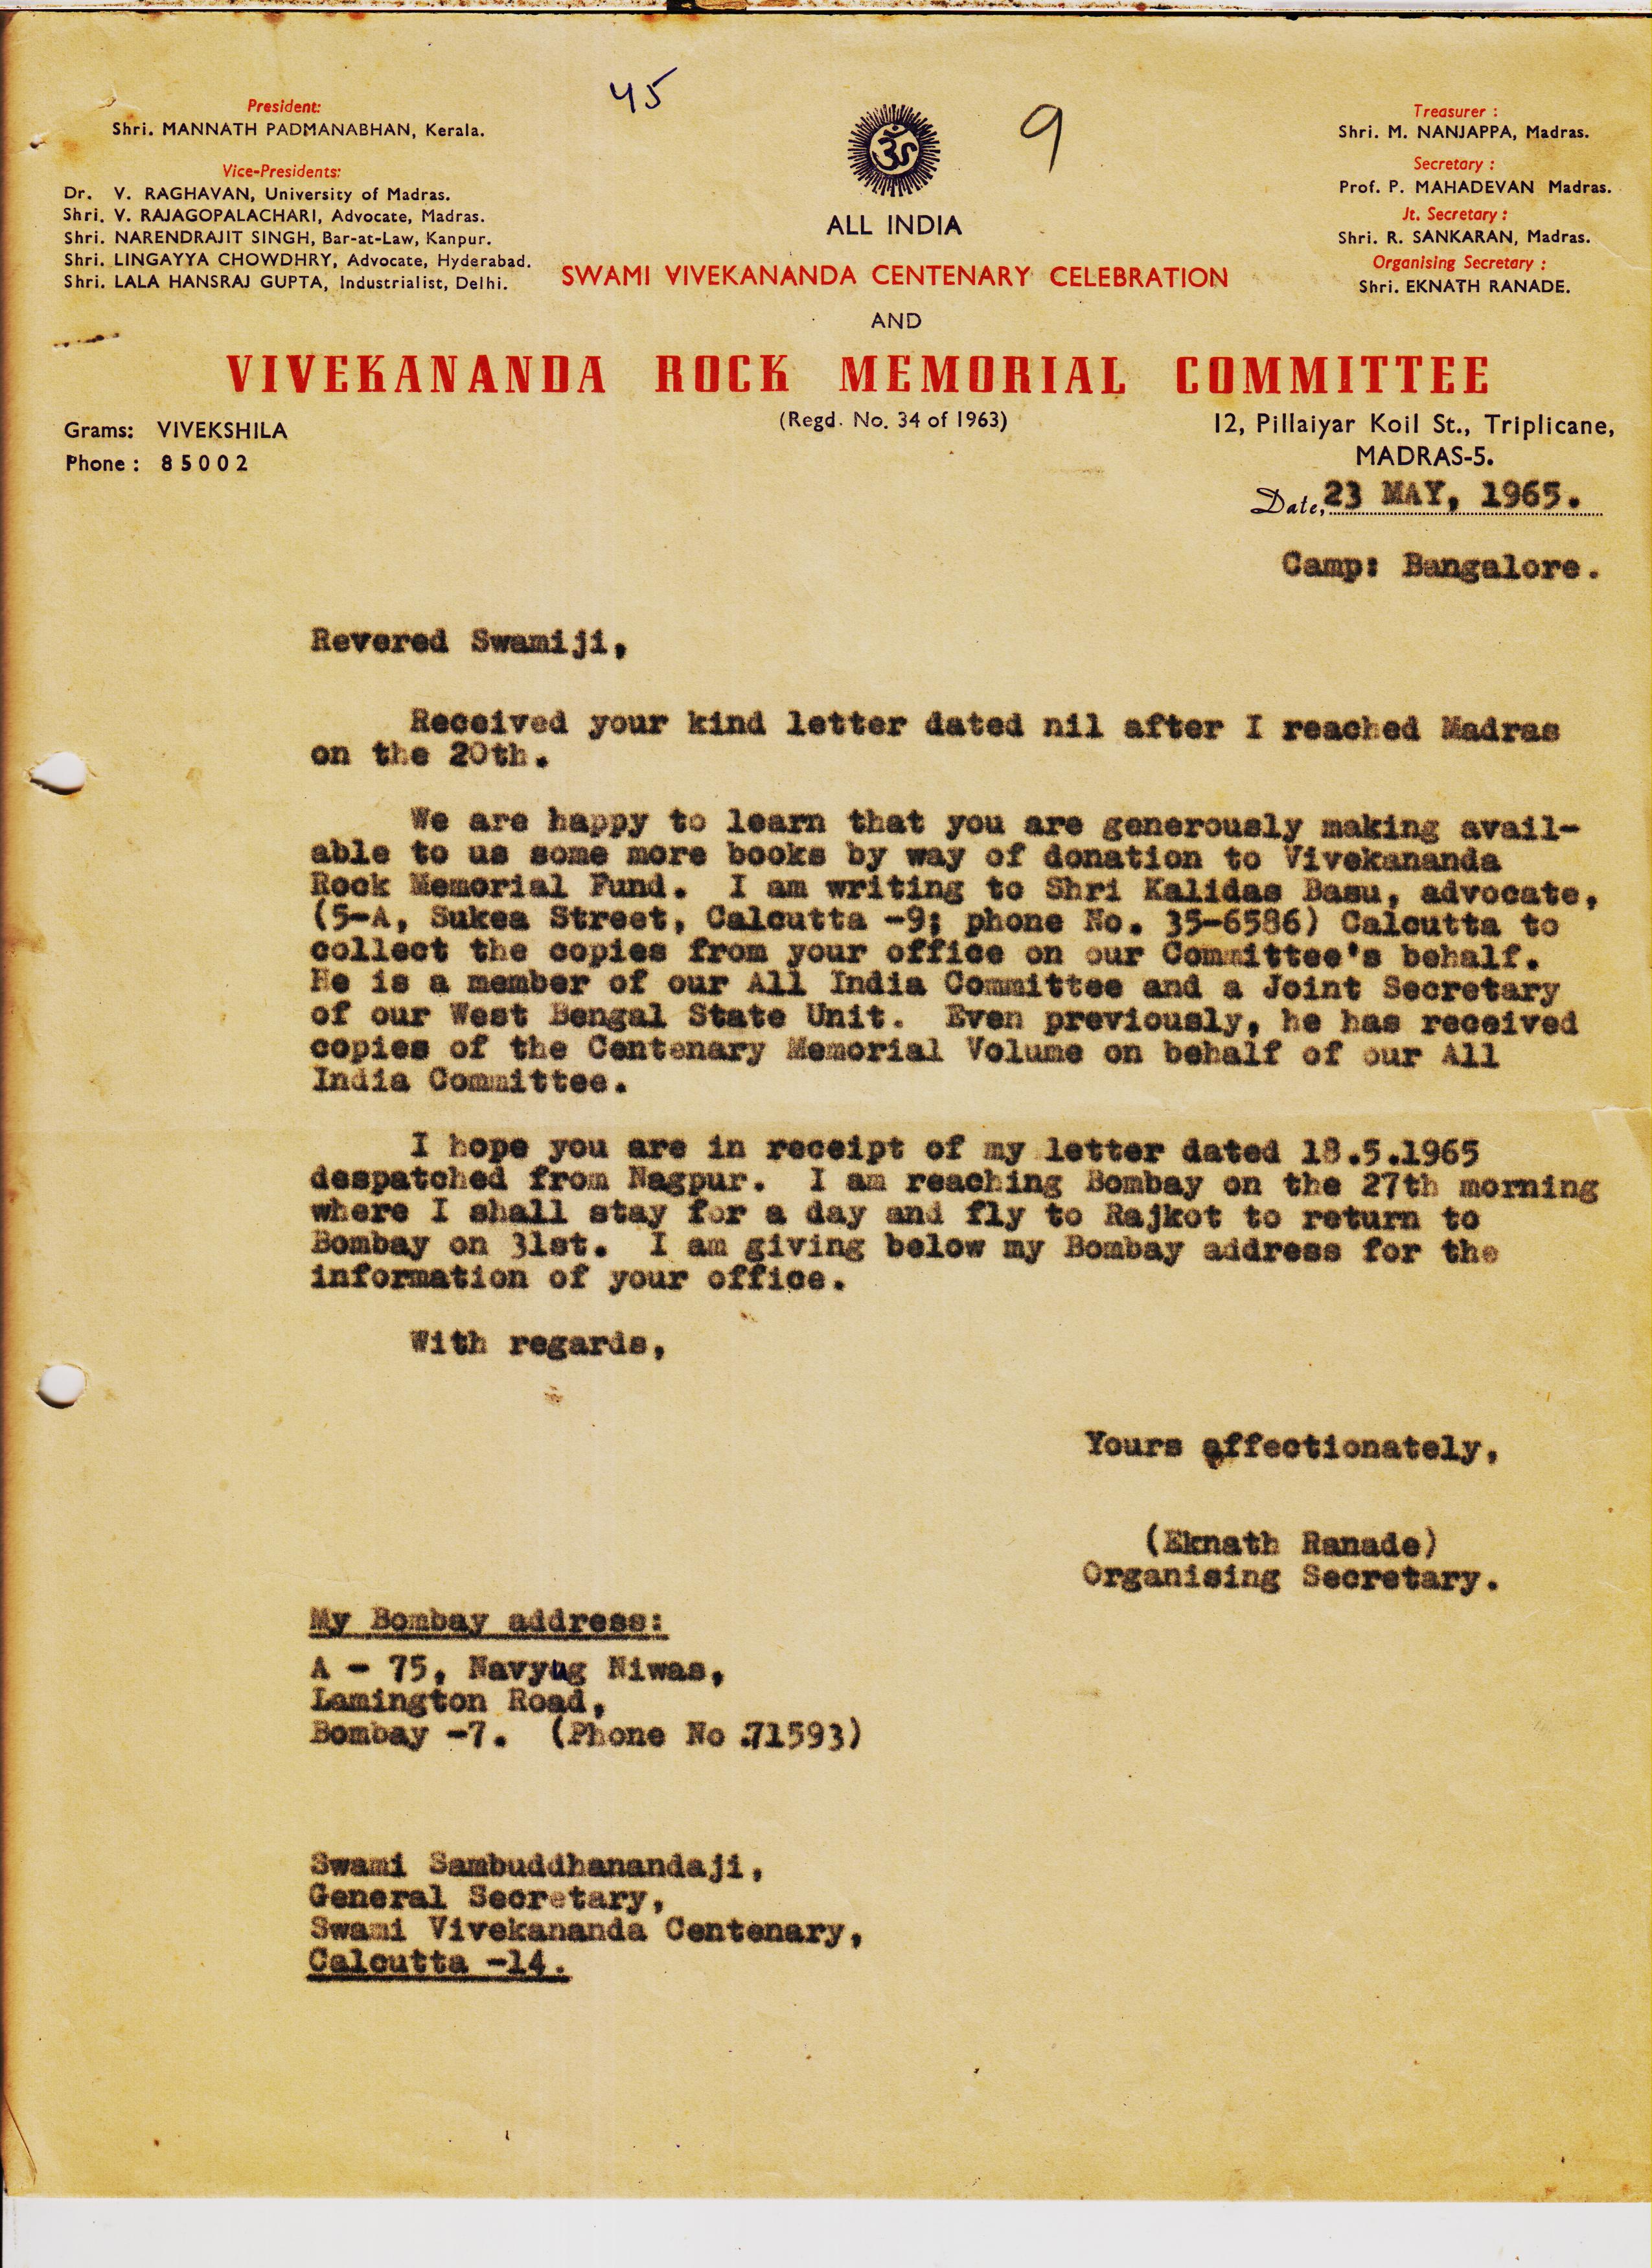 45
9
President:
Shri. MANNATH PADMANABHAN, Kerala.
Vice-Presidents:
Dr. V. RAGHAVAN, University of Madras.
Shri. V. RAJAGOPALACHARI, Advocate, Madras.
Shri. NARENDRAJIT SINGH, Bar-at-Law, Kanpur.
Shri. LINGAYYA CHOWDHRY, Advocate, Hyderabad.
Shri. LALA HANSRAJ GUPTA, Industrialist, Delhi.
ॐ
ALL INDIA
SWAMI VIVEKANANDA CENTENARY CELEBRATION
AND
Treasurer :
Shri. M. NANJAPPA, Madras.
Secretary :
Prof. P. MAHADEVAN Madras.
Jt. Secretary :
Shri. R. SANKARAN, Madras.
Organising Secretary :
Shri. EKNATH RANADE.
VIVEKANANDA ROCK MEMORIAL COMMITTEE
(Regd. No. 34 of 1963)
Grams: VIVEKSHILA
Phone : 85002
12, Pillaiyar Koil St., Triplicane,
MADRAS-5.
Date, 23 MAY, 1965.
Camp: Bangalore.
Revered Swamiji,
Received your kind letter dated nil after I reached Madras
on the 20th.
We are happy to learn that you are generously making avail-
able to us some more books by way of donation to Vivekananda
Rock Memorial Fund. I am writing to Shri Kalidas Basu, advocate,
(5-A, Sukea Street, Calcutta -9; phone No. 35-6586) Calcutta to
collect the copies from your office on our Committee's behalf.
He is a member of our All India Committee and a Joint Secretary
of our West Bengal State Unit. Even previously, he has received
copies of the Centenary Memorial Volume on behalf of our All
India Committee.
I hope you are in receipt of my letter dated 18.5.1965
despatched from Nagpur. I am reaching Bombay on the 27th morning
where I shall stay for a day and fly to Rajkot to return to
Bombay on 31st. I am giving below my Bombay address for the
information of your office.
With regards,
Yours affectionately,
(Eknath Ranade)
Organising Secretary.
My Bombay address:
A - 75, Navyug Niwas,
Lamington Road,
Bombay -7. (Phone No.71593)
Swami Sambuddhanandaji,
General Secretary,
Swami Vivekananda Centenary,
Calcutta -14.